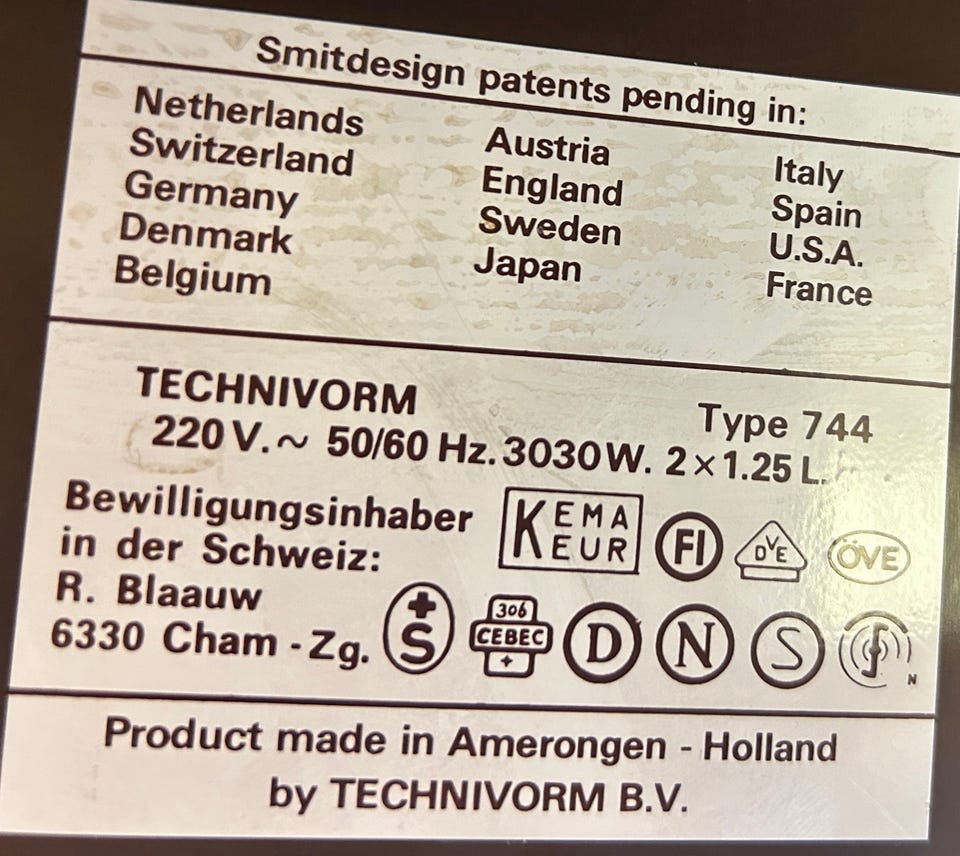 Smitdesign patents pending in:
Netherlands Austria Italy
Switzerland England Spain
Germany Sweden U.S.A.
Denmark Japan France
Belgium
TECHNIVORM Type 744
220 V. ~ 50/60 Hz. 3030 W. 2 x 1.25 L.
Bewilligungsinhaber
in der Schweiz:
R. Blaauw
6330 Cham - Zg.
KEMA
KEUR
FI
DVE
ÖVE
+
S
306
CEBEC
+
D
N
S
N
Product made in Amerongen - Holland
by TECHNIVORM B.V.